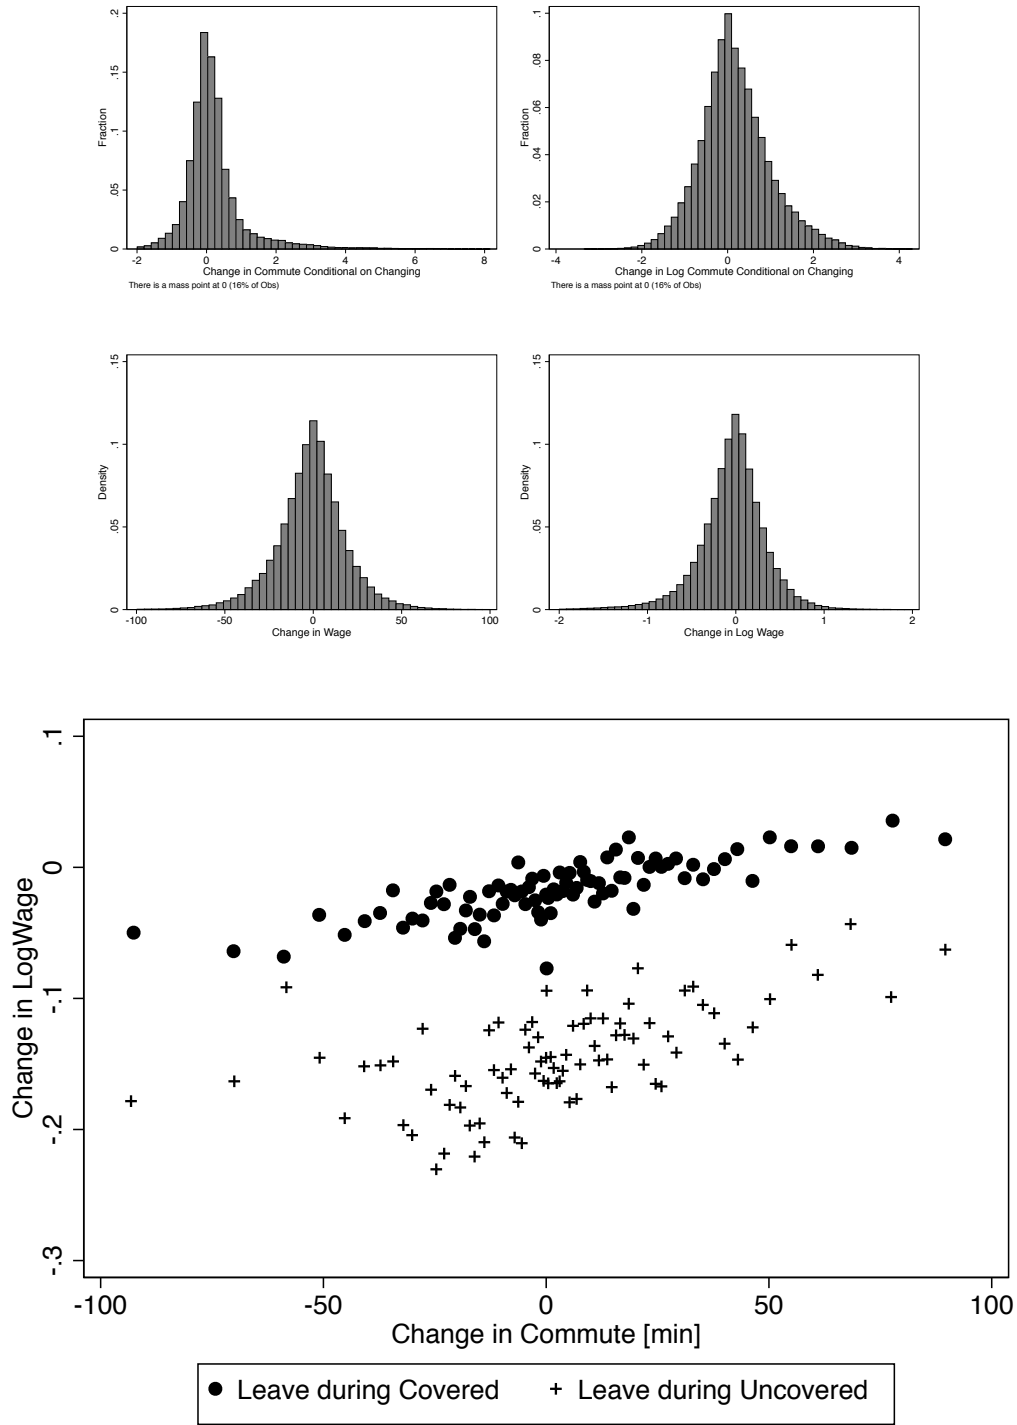 .2
.15
.1
.05
0
Fraction
-2 0 2 4 6 8
Change in Commute Conditional on Changing
There is a mass point at 0 (16% of Obs)
.1
.08
.06
.04
.02
0
Fraction
-4 -2 0 2 4
Change in Log Commute Conditional on Changing
There is a mass point at 0 (16% of Obs)
.15
.1
.05
0
Density
-100 -50 0 50 100
Change in Wage
.15
.1
.05
0
Density
-2 -1 0 1 2
Change in Log Wage
.1
0
-.1
-.2
-.3
Change in LogWage
-100 -50 0 50 100
Change in Commute [min]
Leave during Covered
Leave during Uncovered